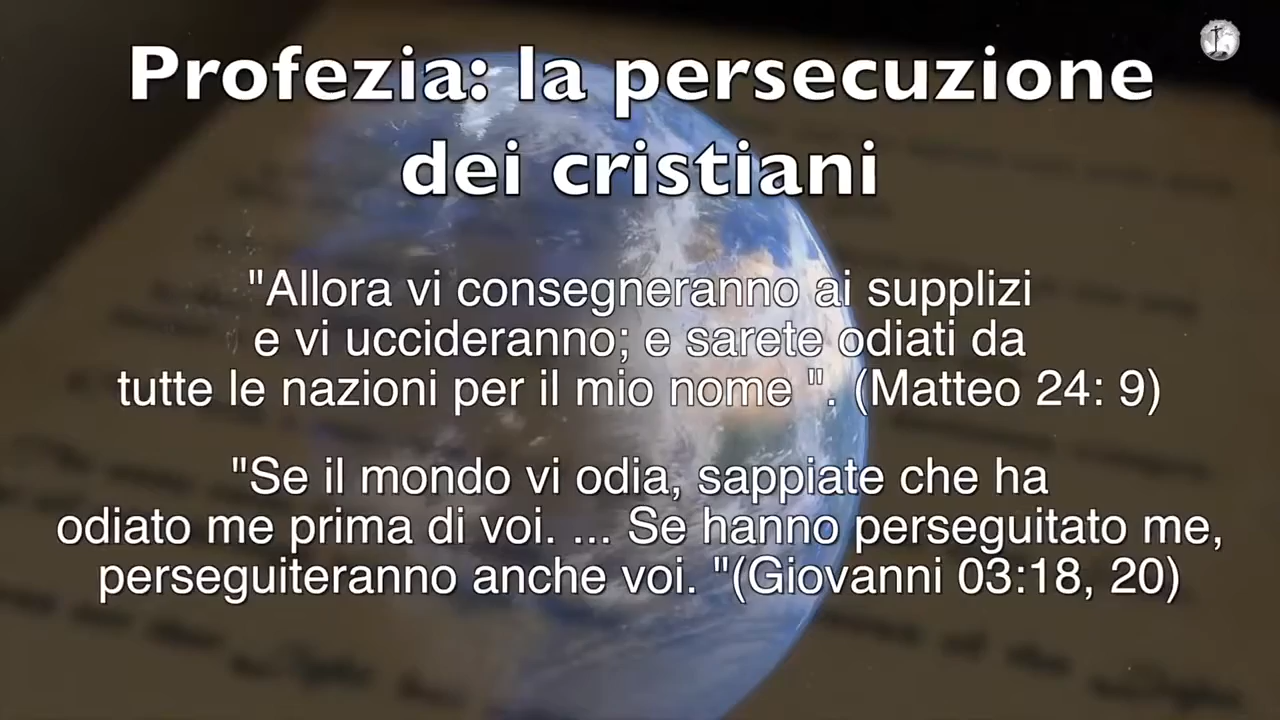 Profezia: la persecuzione
dei cristiani
"Allora vi consegneranno ai supplizi
e vi uccideranno; e sarete odiati da
tutte le nazioni per il mio nome ". (Matteo 24: 9)
"Se il mondo vi odia, sappiate che ha
odiato me prima di voi. ... Se hanno perseguitato me,
perseguiteranno anche voi. "(Giovanni 03:18, 20)